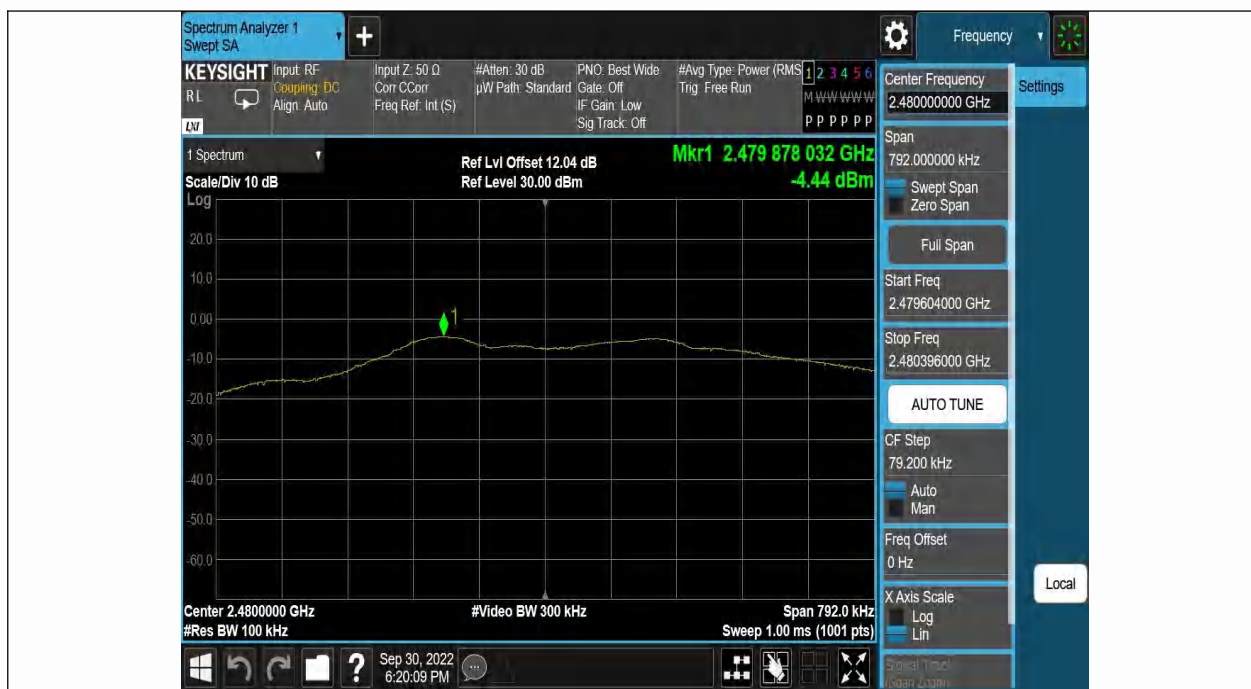 Spectrum Analyzer 1
Swept SA
+
Frequency
KEYSIGHT
RL
LXI
Input: RF
Coupling: DC
Align: Auto
Input Z: 50 Ω
Corr CCorr
Freq Ref: Int (S)
#Atten: 30 dB
µW Path: Standard
PNO: Best Wide
Gate: Off
IF Gain: Low
Sig Track: Off
#Avg Type: Power (RMS
Trig: Free Run
1 2 3 4 5 6
M W W W W W
P P P P P P
Center Frequency
2.480000000 GHz
Settings
Span
792.000000 kHz
Swept Span
Zero Span
Full Span
Start Freq
2.479604000 GHz
Stop Freq
2.480396000 GHz
AUTO TUNE
CF Step
79.200 kHz
Auto
Man
Freq Offset
0 Hz
X Axis Scale
Log
Lin
Signal Track
(Span Zoom)
Local
1 Spectrum
Scale/Div 10 dB
Ref Lvl Offset 12.04 dB
Ref Level 30.00 dBm
Mkr1 2.479 878 032 GHz
-4.44 dBm
Log
20.0
10.0
0.00
-10.0
-20.0
-30.0
-40.0
-50.0
-60.0
1
Center 2.4800000 GHz
#Res BW 100 kHz
#Video BW 300 kHz
Span 792.0 kHz
Sweep 1.00 ms (1001 pts)
?
Sep 30, 2022
6:20:09 PM